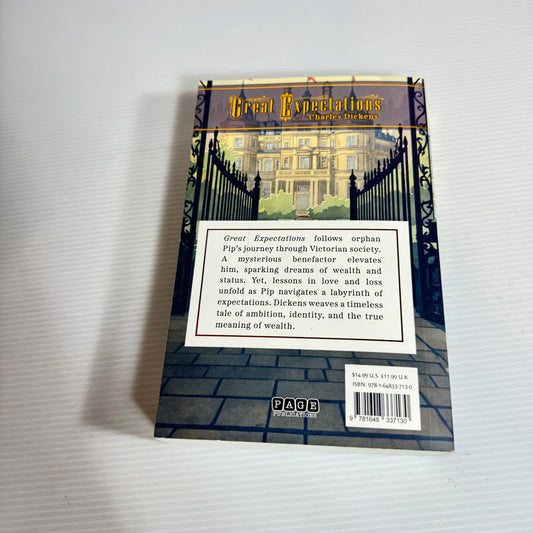 Great Expectations
Charles Dickens
Great Expectations follows orphan
Pip's journey through Victorian society.
A mysterious benefactor elevates
him, sparking dreams of wealth and
status. Yet, lessons in love and loss
unfold as Pip navigates a labyrinth of
expectations. Dickens weaves a timeless
tale of ambition, identity, and the true
meaning of wealth.
$14.99 U.S £11.99 U.K
ISBN: 978-1-64833-713-0
9 781648 337130
PAGE
PUBLICATIONS